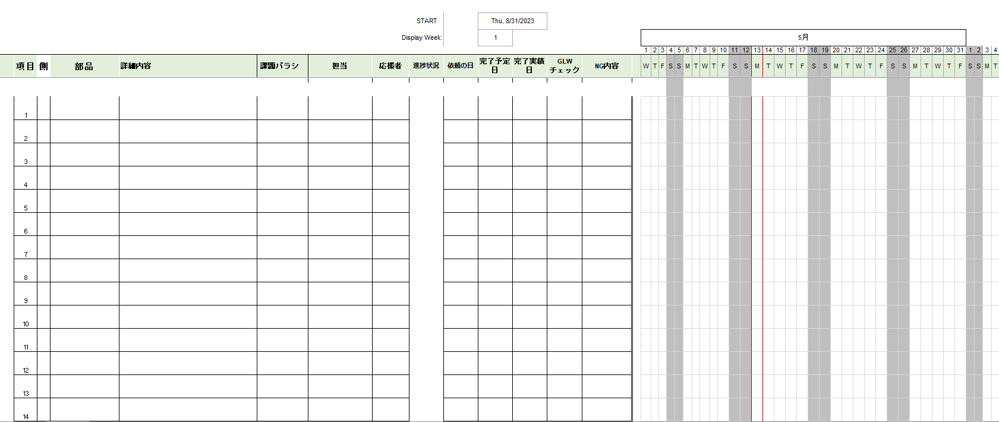 START Thu, 8/31/2023
Display Week: 1
5月
1 2 3 4 5 6 7 8 9 10 11 12 13 14 15 16 17 18 19 20 21 22 23 24 25 26 27 28 29 30 31 1 2 3 4
項目 側 部品 詳細内容 課題バラシ 担当 応援者 進捗状況 依頼の日 完了予定日 完了実績日 GLWチェック NG内容 W T F S S M T W T F S S M T W T F S S M T W T F S S M T W T F S S M T
1
2
3
4
5
6
7
8
9
10
11
12
13
14